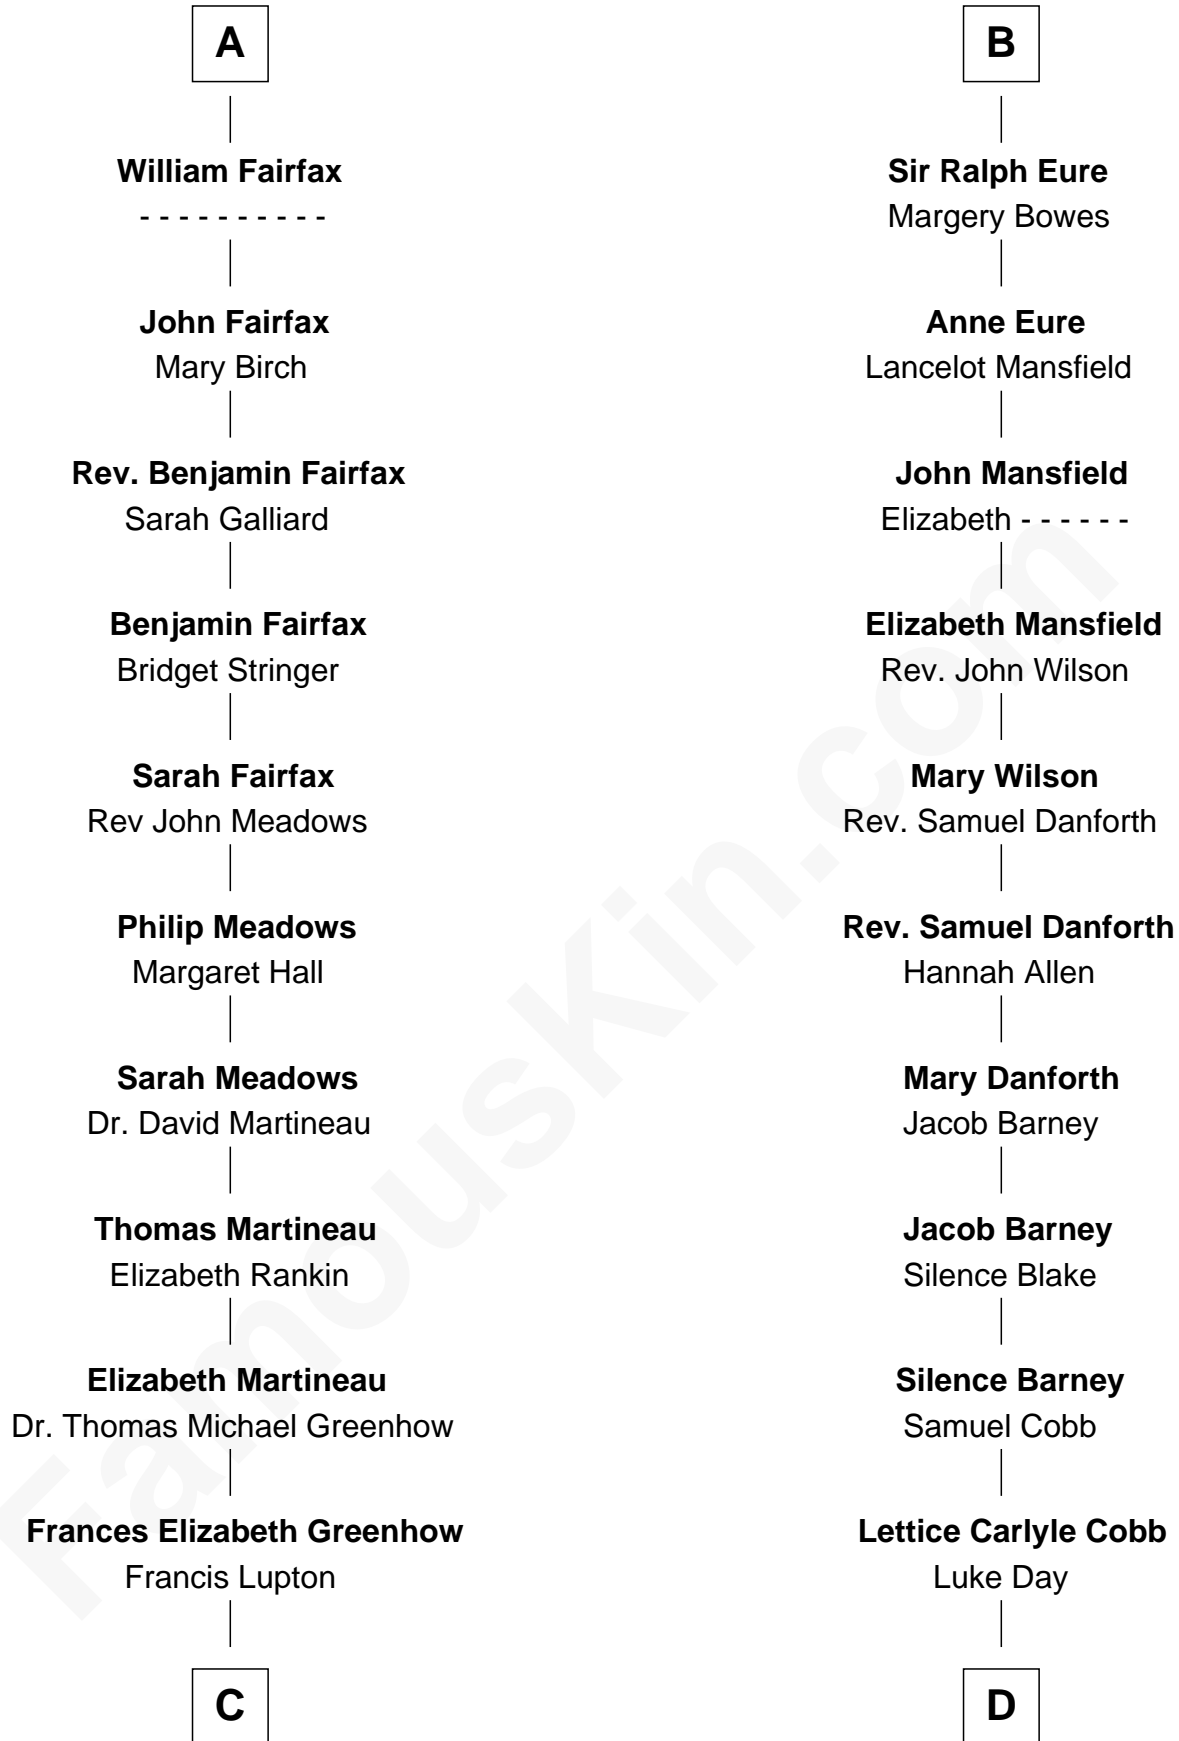 A
William Fairfax
- - - - - - - - - -
John Fairfax
Mary Birch
Rev. Benjamin Fairfax
Sarah Galliard
Benjamin Fairfax
Bridget Stringer
Sarah Fairfax
Rev John Meadows
Philip Meadows
Margaret Hall
Sarah Meadows
Dr. David Martineau
Thomas Martineau
Elizabeth Rankin
Elizabeth Martineau
Dr. Thomas Michael Greenhow
Frances Elizabeth Greenhow
Francis Lupton
C
B
Sir Ralph Eure
Margery Bowes
Anne Eure
Lancelot Mansfield
John Mansfield
Elizabeth - - - - - -
Elizabeth Mansfield
Rev. John Wilson
Mary Wilson
Rev. Samuel Danforth
Rev. Samuel Danforth
Hannah Allen
Mary Danforth
Jacob Barney
Jacob Barney
Silence Blake
Silence Barney
Samuel Cobb
Lettice Carlyle Cobb
Luke Day
D
FamousKin.com